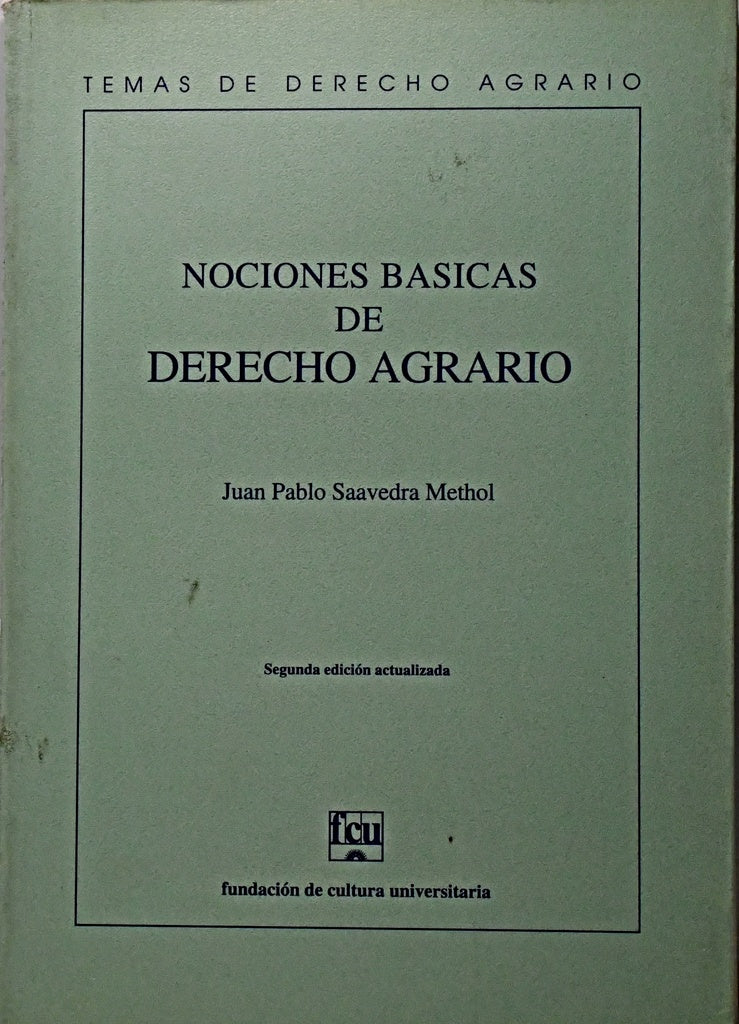 TEMAS DE DERECHO AGRARIO
NOCIONES BASICAS
DE
DERECHO AGRARIO
Juan Pablo Saavedra Methol
Segunda edición actualizada
fcu
fundación de cultura universitaria